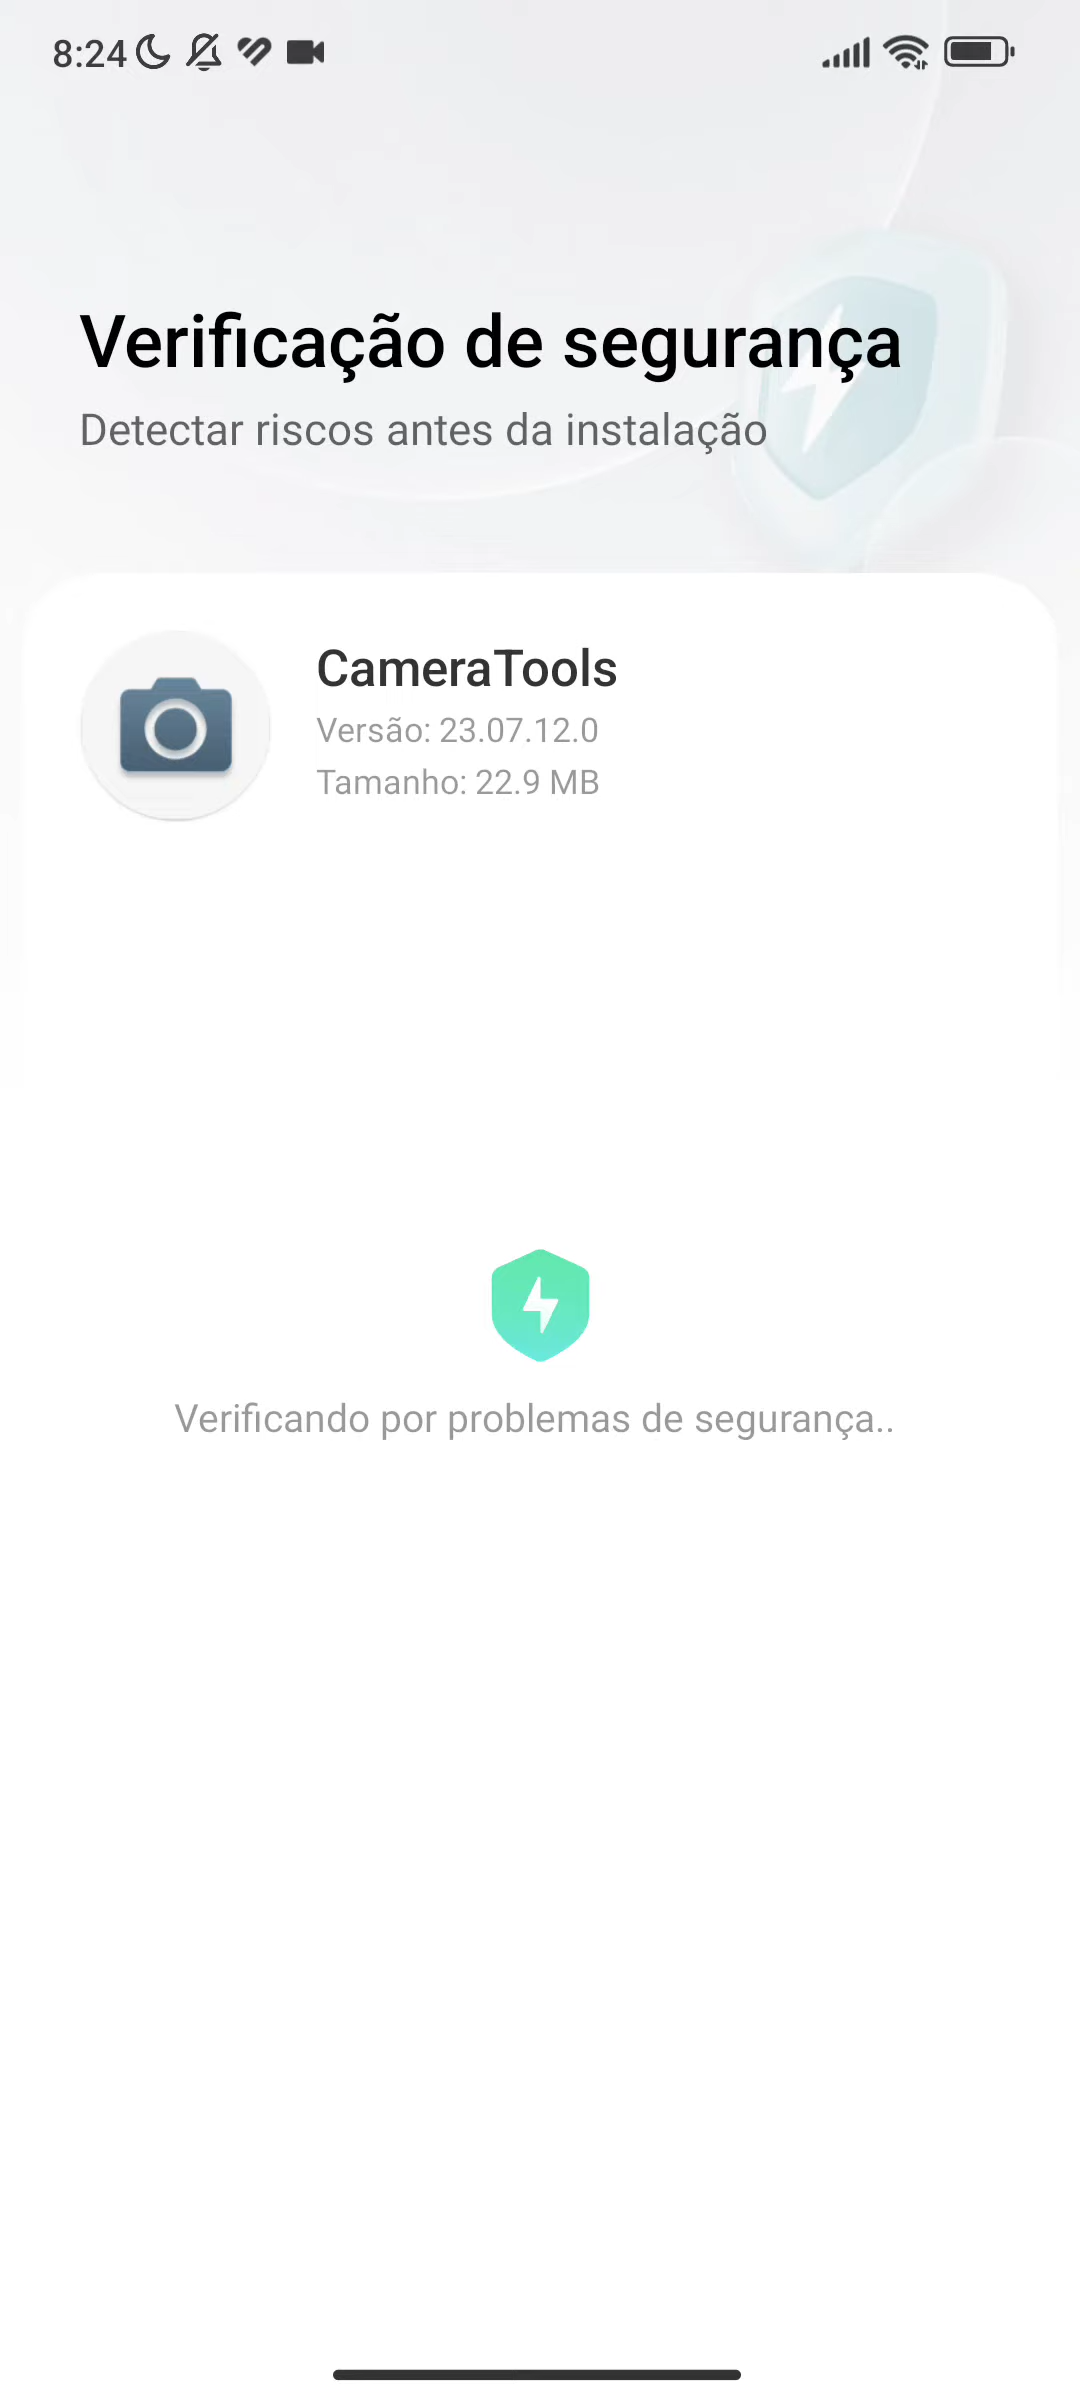 8:24
Verificação de segurança
Detectar riscos antes da instalação
CameraTools
Versão: 23.07.12.0
Tamanho: 22.9 MB
Verificando por problemas de segurança..